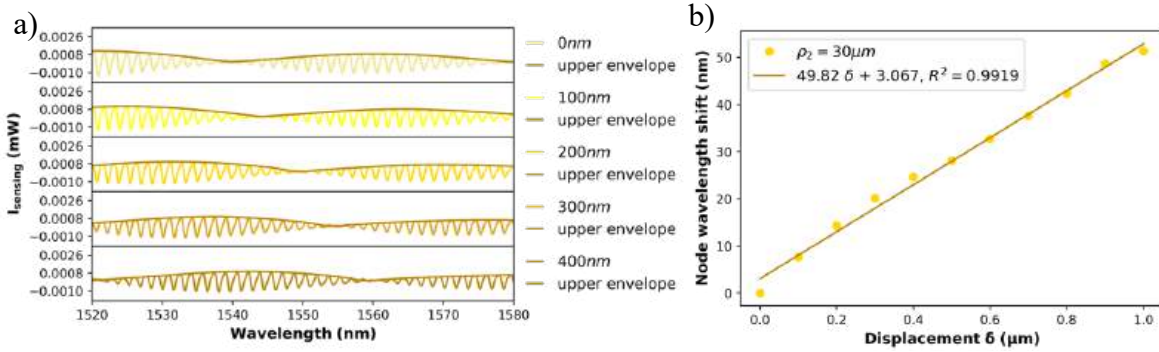 a)
0.0026
0.0008
−0.0010
0.0026
0.0008
−0.0010
0.0026
0.0008
−0.0010
0.0026
0.0008
−0.0010
0.0026
0.0008
−0.0010
I_sensing (mW)
1520 1530 1540 1550 1560 1570 1580
Wavelength (nm)
0nm
upper envelope
100nm
upper envelope
200nm
upper envelope
300nm
upper envelope
400nm
upper envelope
b)
ρ₂ = 30μm
49.82 δ + 3.067, R² = 0.9919
50
40
30
20
10
0
Node wavelength shift (nm)
0.0 0.2 0.4 0.6 0.8 1.0
Displacement δ (μm)